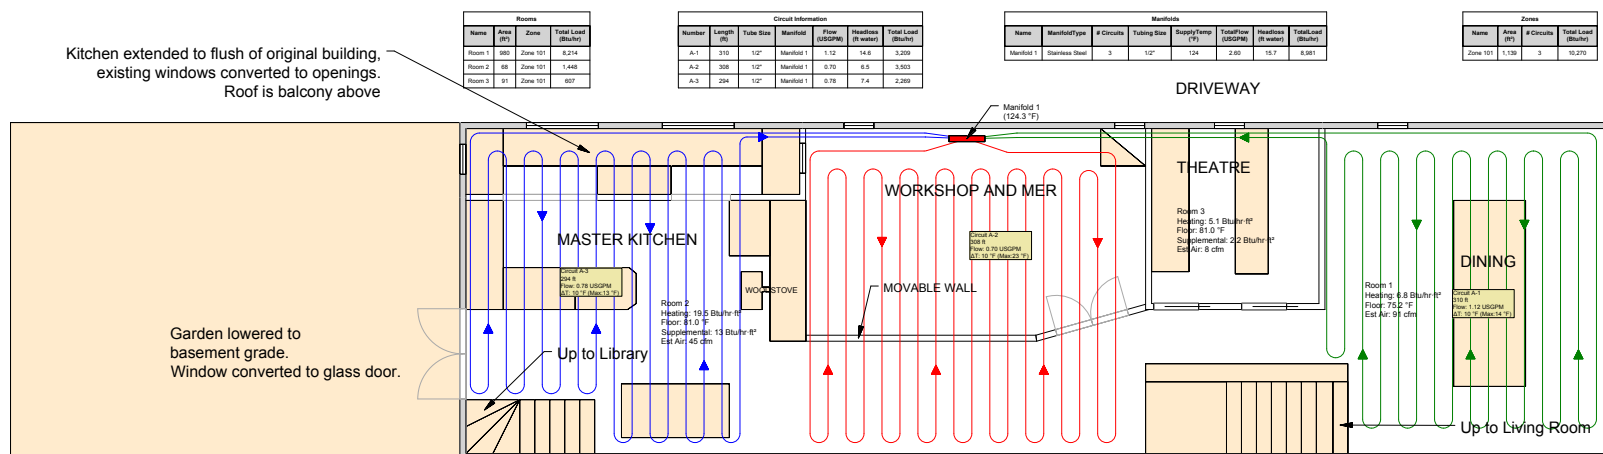 Rooms
Name Area (ft²) Zone Total Load (Btu/hr)
Room 1 980 Zone 101 8,214
Room 2 68 Zone 101 1,448
Room 3 91 Zone 101 607
Circuit Information
Number Length (ft) Tube Size Manifold Flow (USGPM) Headloss (ft water) Total Load (Btu/hr)
A-1 310 1/2" Manifold 1 1.12 14.6 3,209
A-2 308 1/2" Manifold 1 0.70 6.5 3,503
A-3 294 1/2" Manifold 1 0.78 7.4 2,269
Manifolds
Name ManifoldType # Circuits Tubing Size SupplyTemp (°F) TotalFlow (USGPM) Headloss (ft water) TotalLoad (Btu/hr)
Manifold 1 Stainless Steel 3 1/2" 124 2.60 15.7 8,981
Zones
Name Area (ft²) # Circuits Total Load (Btu/hr)
Zone 101 1,139 3 10,270
Kitchen extended to flush of original building,
existing windows converted to openings.
Roof is balcony above
DRIVEWAY
Manifold 1
(124.3 °F)
THEATRE
WORKSHOP AND MER
Room 3
Heating: 5.1 Btu/hr·ft²
Floor: 81.0 °F
Supplemental: 2.2 Btu/hr·ft²
Est Air: 8 cfm
MASTER KITCHEN
Circuit A-2
308 ft
Flow: 0.70 USGPM
ΔT: 10 °F (Max:23 °F)
DINING
Circuit A-3
294 ft
Flow: 0.78 USGPM
ΔT: 10 °F (Max:13 °F)
WOODSTOVE
MOVABLE WALL
Room 2
Heating: 19.5 Btu/hr·ft²
Floor: 81.0 °F
Supplemental: 13 Btu/hr·ft²
Est Air: 45 cfm
Room 1
Heating: 6.8 Btu/hr·ft²
Floor: 75.2 °F
Est Air: 91 cfm
Circuit A-1
310 ft
Flow: 1.12 USGPM
ΔT: 10 °F (Max:14 °F)
Garden lowered to
basement grade.
Window converted to glass door.
Up to Library
Up to Living Room